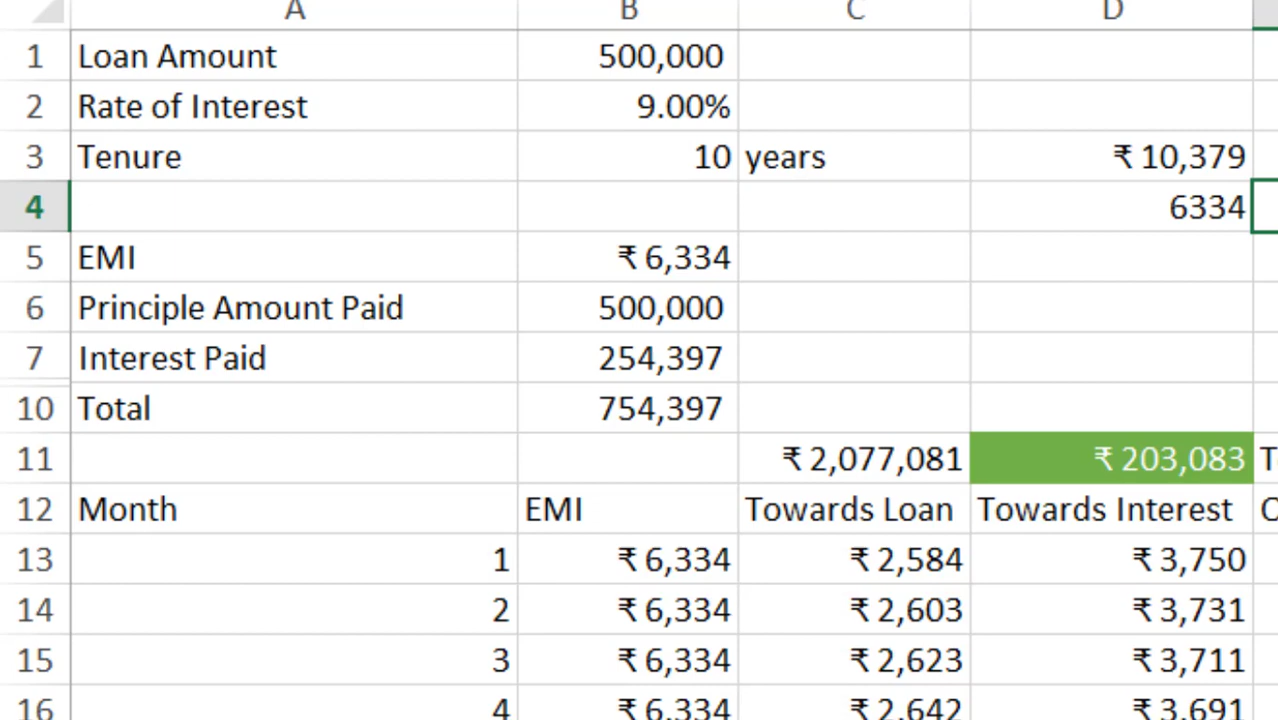 A B C D
1 Loan Amount 500,000
2 Rate of Interest 9.00%
3 Tenure 10 years ₹ 10,379
4 6334
5 EMI ₹ 6,334
6 Principle Amount Paid 500,000
7 Interest Paid 254,397
10 Total 754,397
11 ₹ 2,077,081 ₹ 203,083
12 Month EMI Towards Loan Towards Interest
13 1 ₹ 6,334 ₹ 2,584 ₹ 3,750
14 2 ₹ 6,334 ₹ 2,603 ₹ 3,731
15 3 ₹ 6,334 ₹ 2,623 ₹ 3,711
16 4 ₹ 6,334 ₹ 2,642 ₹ 3,691